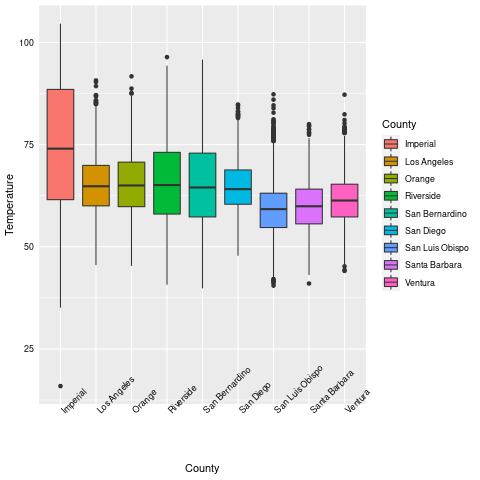 100
75
50
25
Temperature
Imperial
Los Angeles
Orange
Riverside
San Bernardino
San Diego
San Luis Obispo
Santa Barbara
Ventura
County
County
Imperial
Los Angeles
Orange
Riverside
San Bernardino
San Diego
San Luis Obispo
Santa Barbara
Ventura